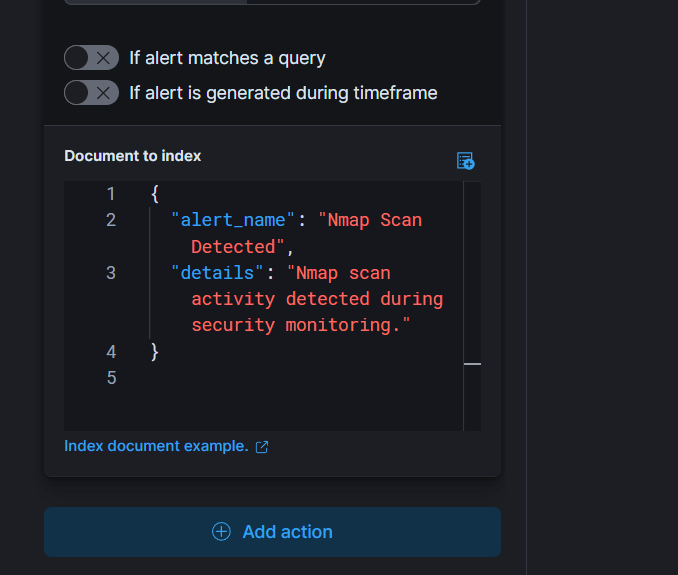 If alert matches a query
If alert is generated during timeframe
Document to index
1 {
2 "alert_name": "Nmap Scan
Detected",
3 "details": "Nmap scan
activity detected during
security monitoring."
4 }
5
Index document example.
Add action